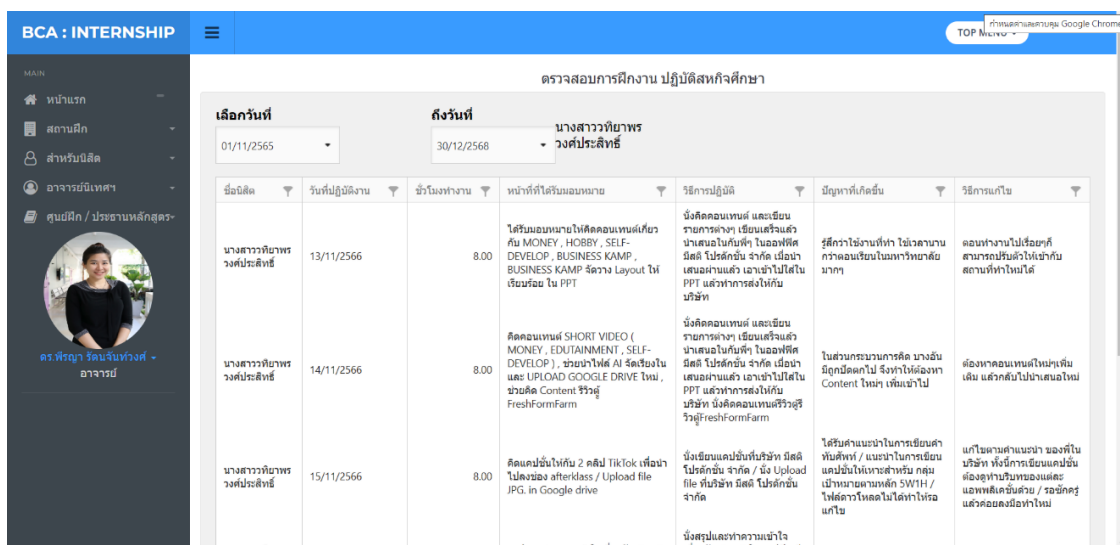 BCA : INTERNSHIP
TOP MENU
กำหนดค่าและควบคุม Google Chrome
MAIN
หน้าแรก
สถานฝึก
สำหรับนิสิต
อาจารย์นิเทศฯ
ศูนย์ฝึก / ประธานหลักสูตร
ดร.พีรญา รัตนจันท์วงศ์
อาจารย์
ตรวจสอบการฝึกงาน ปฏิบัติสหกิจศึกษา
เลือกวันที่
01/11/2565
ถึงวันที่
30/12/2568
นางสาววทิยาพร
วงศ์ประสิทธิ์
ชื่อนิสิต วันที่ปฏิบัติงาน ชั่วโมงทำงาน หน้าที่ที่ได้รับมอบหมาย วิธีการปฏิบัติ ปัญหาที่เกิดขึ้น วิธีการแก้ไข
นางสาววทิยาพร
วงศ์ประสิทธิ์
13/11/2566
8.00
ได้รับมอบหมายให้คิดคอนเทนต์เกี่ยว
กับ MONEY , HOBBY , SELF-
DEVELOP , BUSINESS KAMP ,
BUSINESS KAMP จัดวาง Layout ให้
เรียบร้อย ใน PPT
นั่งคิดคอนเทนต์ และเขียน
รายการต่างๆ เขียนเสร็จแล้ว
นำเสนอกับพี่ๆ ในออฟฟิศ
มีสติ โปรดักชั่น จำกัด เมื่อนำ
เสนอผ่านแล้ว เอาเข้าไปใส่ใน
PPT แล้วทำการส่งให้กับ
บริษัท
รู้สึกว่าใช้งานที่ทำ ใช้เวลานาน
กว่าตอนเรียนในมหาวิทยาลัย
มากๆ
ตอนทำงานไปเรื่อยๆก็
สามารถปรับตัวให้เข้ากับ
สถานที่ทำใหม่ได้
นางสาววทิยาพร
วงศ์ประสิทธิ์
14/11/2566
8.00
คิดคอนเทนต์ SHORT VIDEO (
MONEY , EDUTAINMENT , SELF-
DEVELOP ) , ช่วยนำไฟล์ AI จัดเรียงใน
และ UPLOAD GOOGLE DRIVE ใหม่ ,
ช่วยคิด Content รีวิวตู้
FreshFormFarm
นั่งคิดคอนเทนต์ และเขียน
รายการต่างๆ เขียนเสร็จแล้ว
นำเสนอกับพี่ๆ ในออฟฟิศ
มีสติ โปรดักชั่น จำกัด เมื่อนำ
เสนอผ่านแล้ว เอาเข้าไปใส่ใน
PPT แล้วทำการส่งให้กับ
บริษัท นั่งคิดคอนเทนต์รีวิวตู้รี
วิวตู้FreshFormFarm
ในส่วนกระบวนการคิด บางอัน
มีถูกปัดตกไป จึงทำให้ต้องหา
Content ใหม่ๆ เพิ่มเข้าไป
ต้องหาคอนเทนต์ใหม่ๆเพิ่ม
เติม แล้วกลับไปนำเสนอใหม่
นางสาววทิยาพร
วงศ์ประสิทธิ์
15/11/2566
8.00
คิดแคปชั่นให้กับ 2 คลิป TikTok เพื่อนำ
ไปลงช่อง afterklass / Upload file
JPG. in Google drive
นั่งเขียนแคปชั่นที่บริษัท มีสติ
โปรดักชั่น จำกัด / นั่ง Upload
file ที่บริษัท มีสติ โปรดักชั่น
จำกัด
ได้รับคำแนะนำในการเขียนคำ
ทับศัพท์ / แนะนำในการเขียน
แคปชั่นให้เหาะสำหรับ กลุ่ม
เป้าหมายตามหลัก 5W1H /
ไฟล์ดาวโหลดไม่ได้ทำให้รอ
แก้ไข
แก้ไขตามคำแนะนำ ของพี่ใน
บริษัท ทั้งนี้การเขียนแคปชั่น
ต้องดูทำบริบทของแต่ละ
แอพพลิเคชั่นด้วย / รอซักครู่
แล้วค่อยลงมือทำใหม่
นั่งสรุปและทำความเข้าใจ